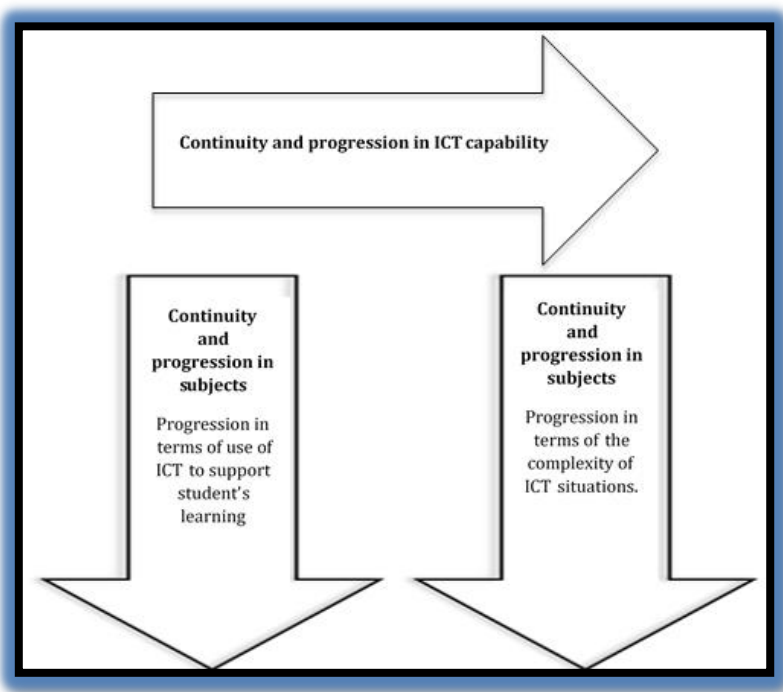 Continuity and progression in ICT capability
Continuity
and
progression in
subjects
Progression in
terms of use of
ICT to support
student's
learning
Continuity
and
progression in
subjects
Progression in
terms of the
complexity of
ICT situations.